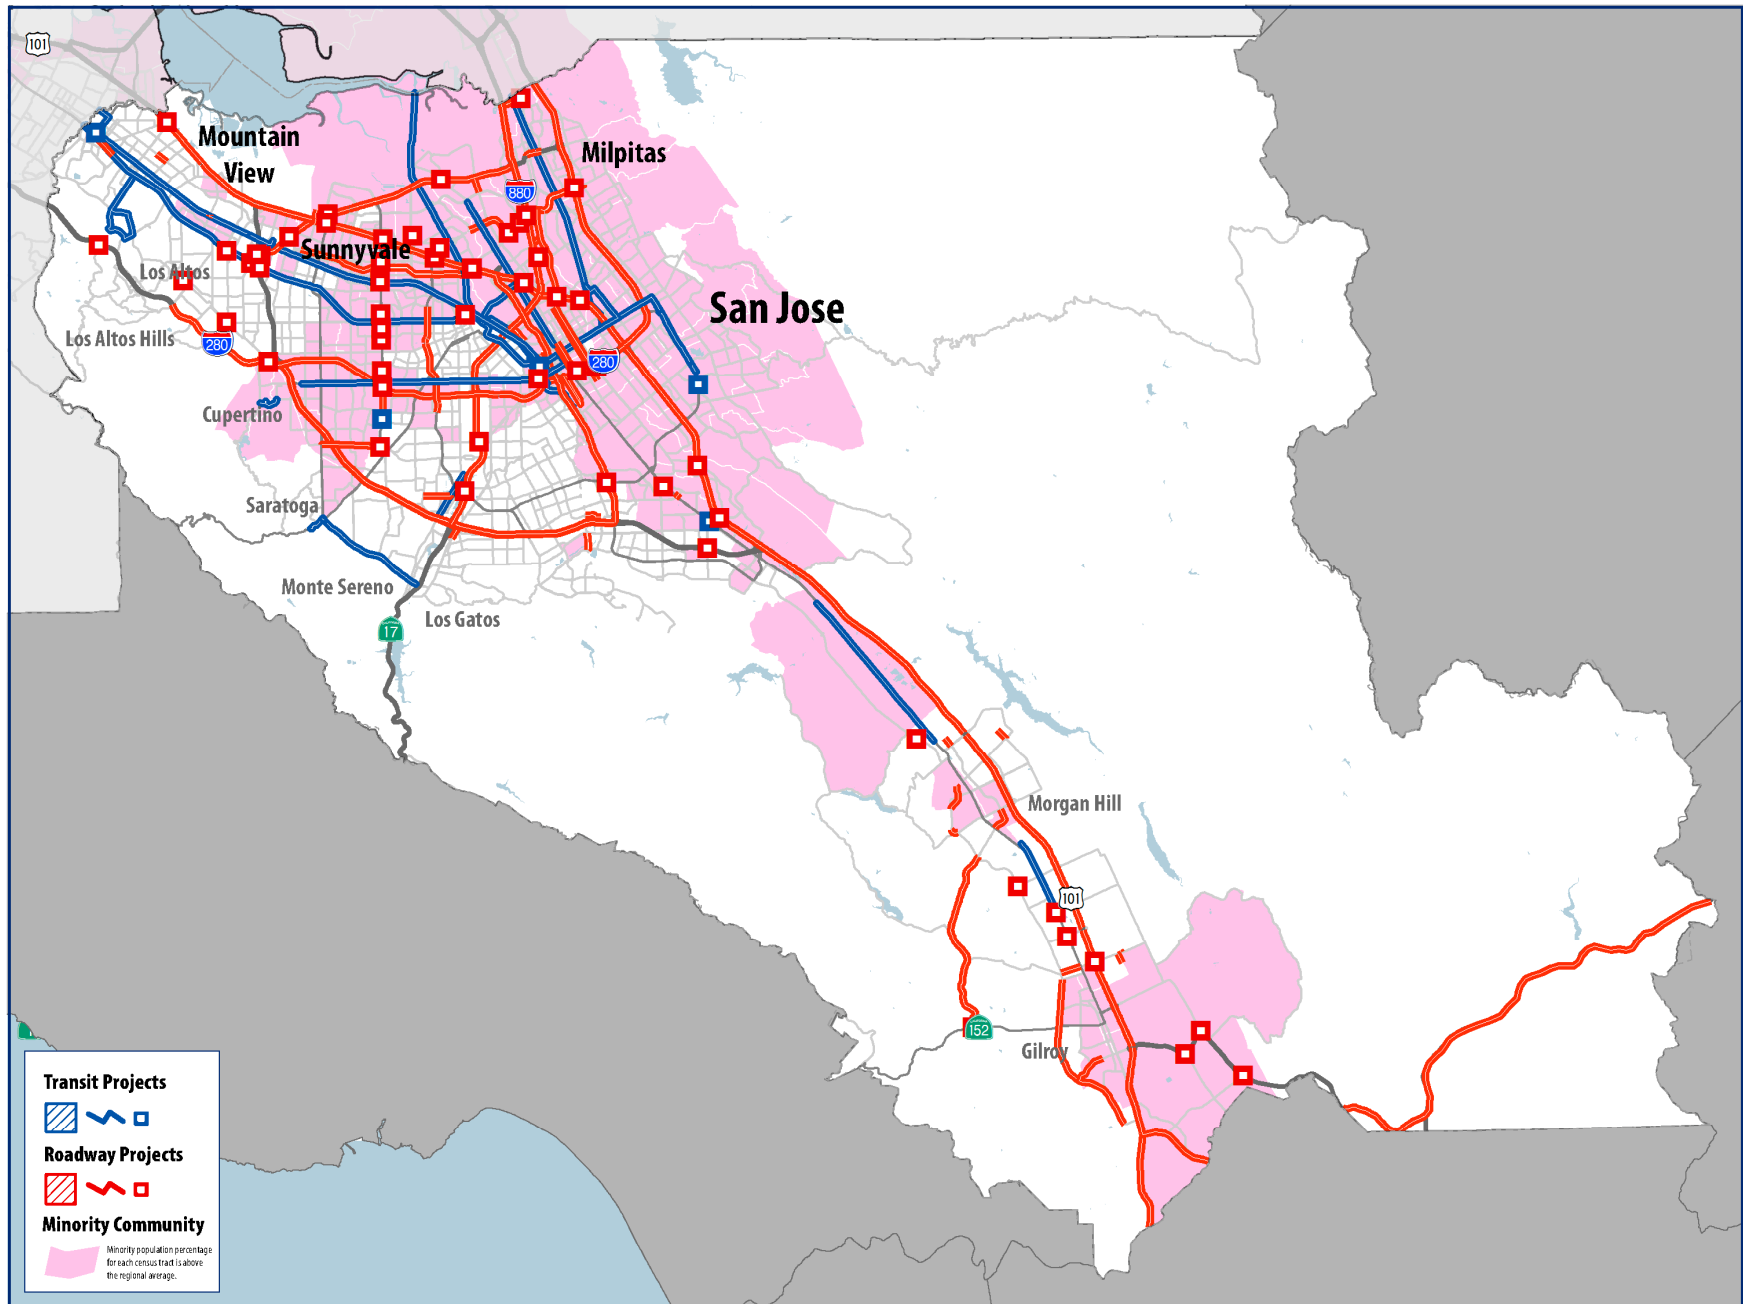 101
Mountain
View
Milpitas
880
Sunnyvale
Los Altos
San Jose
Los Altos Hills
280
280
Cupertino
Saratoga
Monte Sereno
Los Gatos
17
Morgan Hill
101
152
Gilroy
Transit Projects
Roadway Projects
Minority Community
Minority population percentage
for each census tract is above
the regional average.